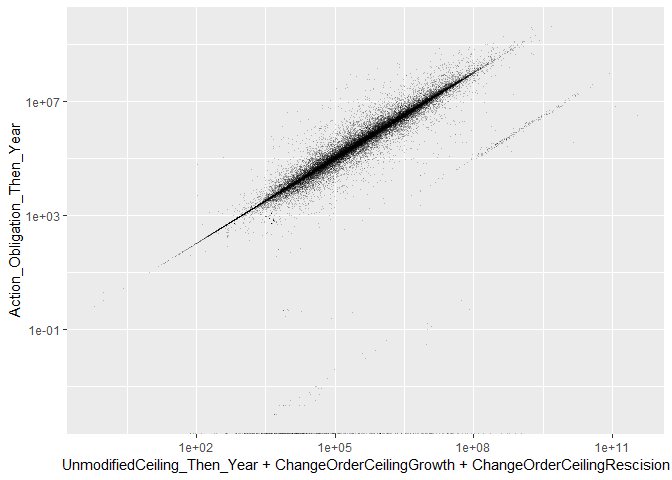 Action_Obligation_Then_Year
1e+07
1e+03
1e-01
1e+02
1e+05
1e+08
1e+11
UnmodifiedCeiling_Then_Year + ChangeOrderCeilingGrowth + ChangeOrderCeilingRescision